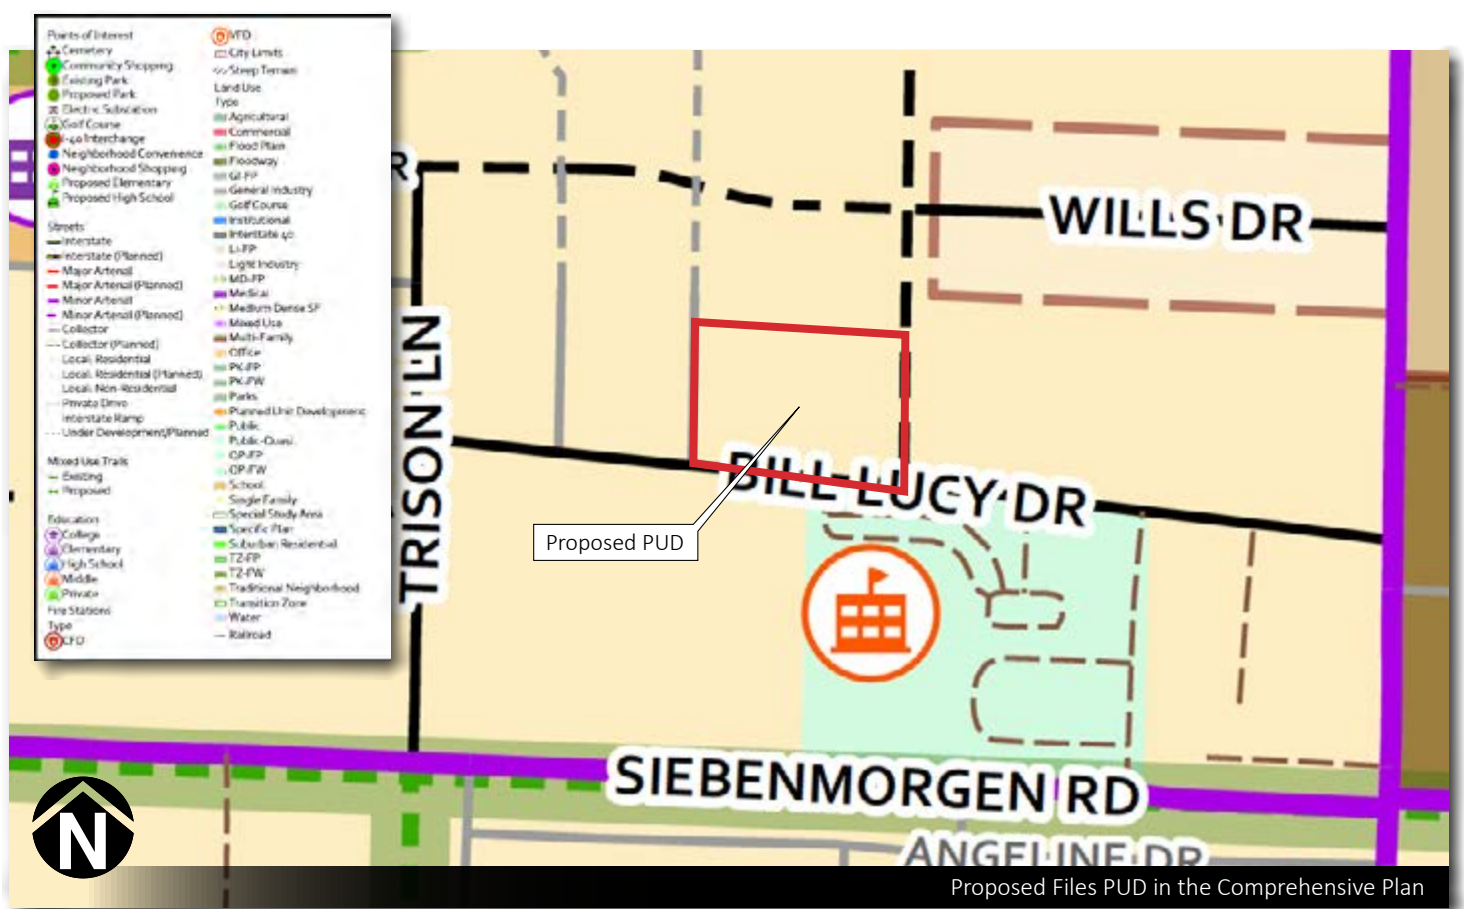 Points of Interest
Cemetery
Community Shopping
Existing Park
Proposed Park
Electric Substation
Golf Course
I-40 Interchange
Neighborhood Convenience
Neighborhood Shopping
Proposed Elementary
Proposed High School
Streets
Interstate
Interstate (Planned)
Major Arterial
Major Arterial (Planned)
Minor Arterial
Minor Arterial (Planned)
Collector
Collector (Planned)
Local. Residential
Local. Residential (Planned)
Local. Non-Residential
Private Drive
Interstate Ramp
Under Development/Planned
Mixed Use Trails
Existing
Proposed
Education
College
Elementary
High School
Middle
Private
Fire Stations
Type
CFD
VFD
City Limits
Steep Terrain
Land Use
Type
Agricultural
Commercial
Flood Plain
Floodway
GI-FP
General Industry
Golf Course
Institutional
Interstate 40
LI-FP
Light Industry
MD-FP
Medical
Medium Dense SF
Mixed Use
Multi-Family
Office
PK-FP
PK-FW
Parks
Planned Unit Development
Public
Public-Quasi
QP-FP
QP-FW
School
Single Family
Special Study Area
Specific Plan
Suburban Residential
TZ-FP
TZ-FW
Traditional Neighborhood
Transition Zone
Water
Railroad
R
WILLS DR
TRISON LN
BILL LUCY DR
Proposed PUD
SIEBENMORGEN RD
ANGELINE DR
N
Proposed Files PUD in the Comprehensive Plan